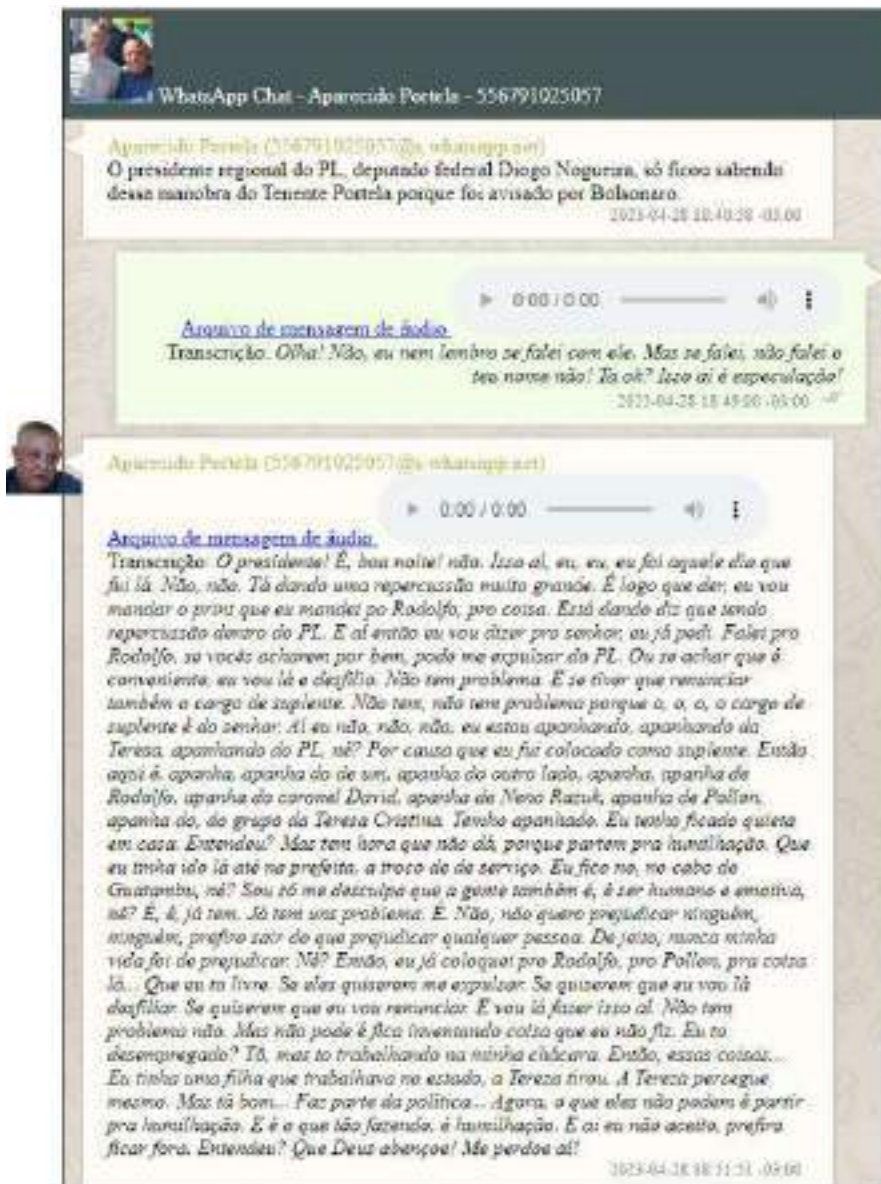 WhatsApp Chat - Aparecido Portela - 556791025057
Aparecido Portela (556791025057@s.whatsapp.net)
O presidente regional do PL, deputado federal Diogo Nogueira, só ficou sabendo
dessa manobra do Tenente Portela porque foi avisado por Bolsonaro.
2023-04-28 18:40:58 -03:00
0:00 / 0:00
Arquivo de mensagem de áudio
Transcrição: Olha! Não, eu nem lembro se falei com ele. Mas se falei, não falei o
teu nome não! Ta ok? Isso aí é especulação!
2023-04-28 18:49:00 -03:00
Aparecido Portela (556791025057@s.whatsapp.net)
0:00 / 0:00
Arquivo de mensagem de áudio
Transcrição: O presidente! É, boa noite! não. Isso aí, eu, eu, eu foi aquele dia que
fui lá. Não, não. Tá dando uma repercussão muito grande. E logo que der, eu vou
mandar o print que eu mandei po Rodolfo, pro coisa. Está dando diz que tendo
repercussão dentro do PL. E aí então eu vou dizer pro senhor, eu já pedi. Falei pro
Rodolfo, se vocês acharem por bem, pode me expulsar do PL. Ou se achar que é
conveniente, eu vou lá e desfilio. Não tem problema. E se tiver que renunciar
também o cargo de suplente. Não tem, não tem problema porque o, o, o, o cargo de
suplente é do senhor. Aí eu não, não, não, eu estou apanhando, apanhando da
Teresa, apanhando do PL, né? Por causa que eu fui colocado como suplente. Então
aqui é, apanha, apanha do de um, apanha do outro lado, apanha, apanha de
Rodolfo, apanha do coronel David, apanha de Neno Razuk, apanha de Pollon,
apanha do, do grupo da Teresa Cristina. Tenho apanhado. Eu tenho ficado quieto
em casa. Entendeu? Mas tem hora que não dá, porque partem pra humilhação. Que
eu tinha ido lá até na prefeita, a troco de de serviço. Eu fico no, no cabo do
Guatambu, né? Sou só me desculpa que a gente também é, é ser humano e emotiva,
né? E, é, já tem. Já tem uns problema. E. Não, não quero prejudicar ninguém,
ninguém, prefiro sair do que prejudicar qualquer pessoa. De jeito, nunca minha
vida foi de prejudicar. Né? Então, eu já coloquei pro Rodolfo, pro Pollon, pra coisa
lá... Que eu to livre. Se eles quiserem me expulsar. Se quiserem que eu vou lá
desfiliar. Se quiserem que eu vou renunciar. E vou lá fazer isso aí. Não tem
problema não. Mas não pode é fica inventando coisa que eu não fiz. Eu to
desempregado? Tô, mas to trabalhando na minha chácara. Então, essas coisas...
Eu tinha uma filha que trabalhava no estado, a Tereza tirou. A Tereza persegue
mesmo. Mas tá bom... Faz parte da política... Agora, o que eles não podem é partir
pra humilhação. E é o que tão fazendo, é humilhação. E aí eu não aceito, prefiro
ficar fora. Entendeu? Que Deus abençoe! Me perdoe aí!
2023-04-28 18:51:51 -03:00